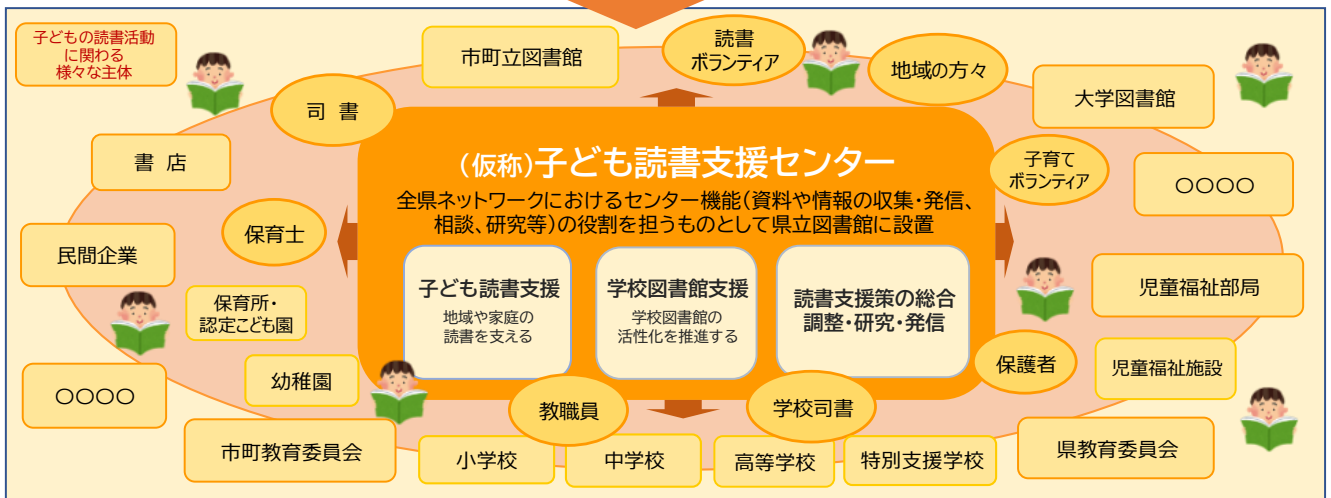 子どもの読書活動
に関わる
様々な主体
市町立図書館
読書
ボランティア
地域の方々
大学図書館
司 書
書 店
(仮称)子ども読書支援センター
子育て
ボランティア
〇〇〇〇
全県ネットワークにおけるセンター機能(資料や情報の収集・発信、
相談、研究等)の役割を担うものとして県立図書館に設置
保育士
民間企業
子ども読書支援
地域や家庭の
読書を支える
学校図書館支援
学校図書館の
活性化を推進する
読書支援策の総合
調整・研究・発信
児童福祉部局
保育所・
認定こども園
保護者
児童福祉施設
幼稚園
〇〇〇〇
教職員
学校司書
市町教育委員会
小学校
中学校
高等学校
特別支援学校
県教育委員会